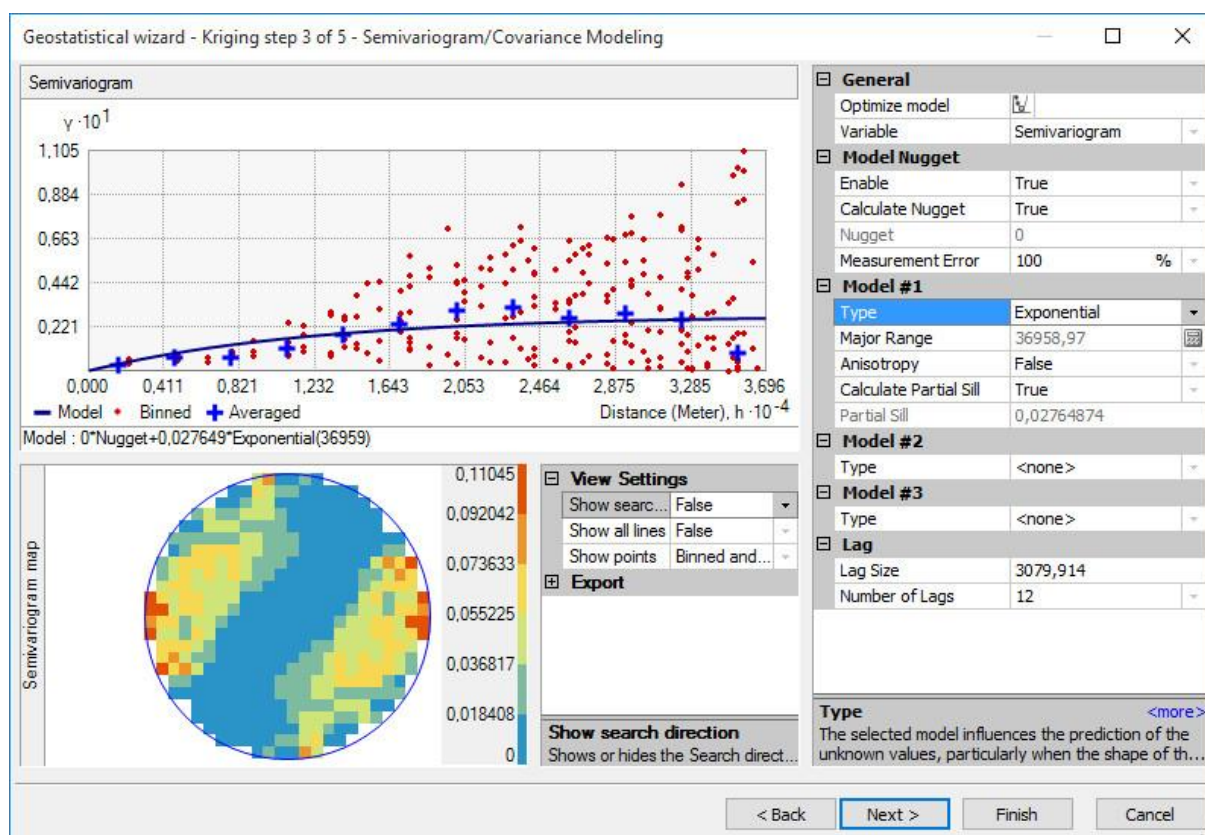 Geostatistical wizard - Kriging step 3 of 5 - Semivariogram/Covariance Modeling
Semivariogram
γ ·10¹
1,105
0,884
0,663
0,442
0,221
0,000 0,411 0,821 1,232 1,643 2,053 2,464 2,875 3,285 3,696
Model Binned Averaged Distance (Meter), h ·10⁻⁴
Model : 0*Nugget+0,027649*Exponential(36959)
Semivariogram map
0,11045
0,092042
0,073633
0,055225
0,036817
0,018408
0
View Settings
Show searc... False
Show all lines False
Show points Binned and...
Export
Show search direction
Shows or hides the Search direct...
General
Optimize model
Variable Semivariogram
Model Nugget
Enable True
Calculate Nugget True
Nugget 0
Measurement Error 100 %
Model #1
Type Exponential
Major Range 36958,97
Anisotropy False
Calculate Partial Sill True
Partial Sill 0,02764874
Model #2
Type <none>
Model #3
Type <none>
Lag
Lag Size 3079,914
Number of Lags 12
Type <more>
The selected model influences the prediction of the
unknown values, particularly when the shape of th...
< Back Next > Finish Cancel